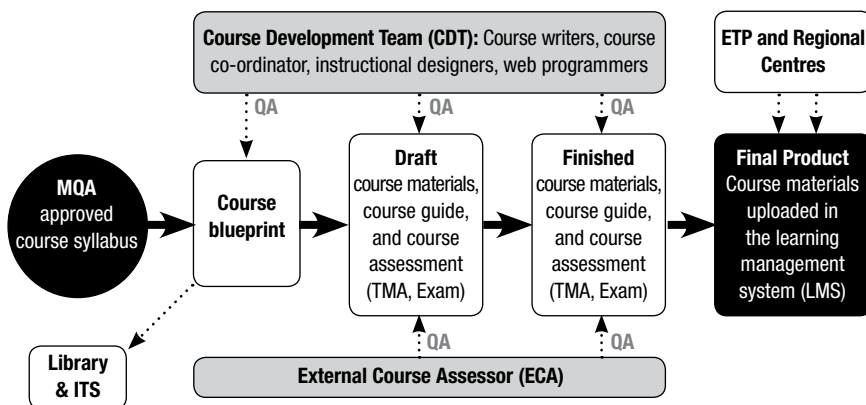 Course Development Team (CDT): Course writers, course
co-ordinator, instructional designers, web programmers
ETP and Regional
Centres
QA
QA
QA
MQA
approved
course syllabus
Course
blueprint
Draft
course materials,
course guide,
and course
assessment
(TMA, Exam)
Finished
course materials,
course guide,
and course
assessment
(TMA, Exam)
Final Product
Course materials
uploaded in
the learning
management
system (LMS)
QA
QA
Library
& ITS
External Course Assessor (ECA)